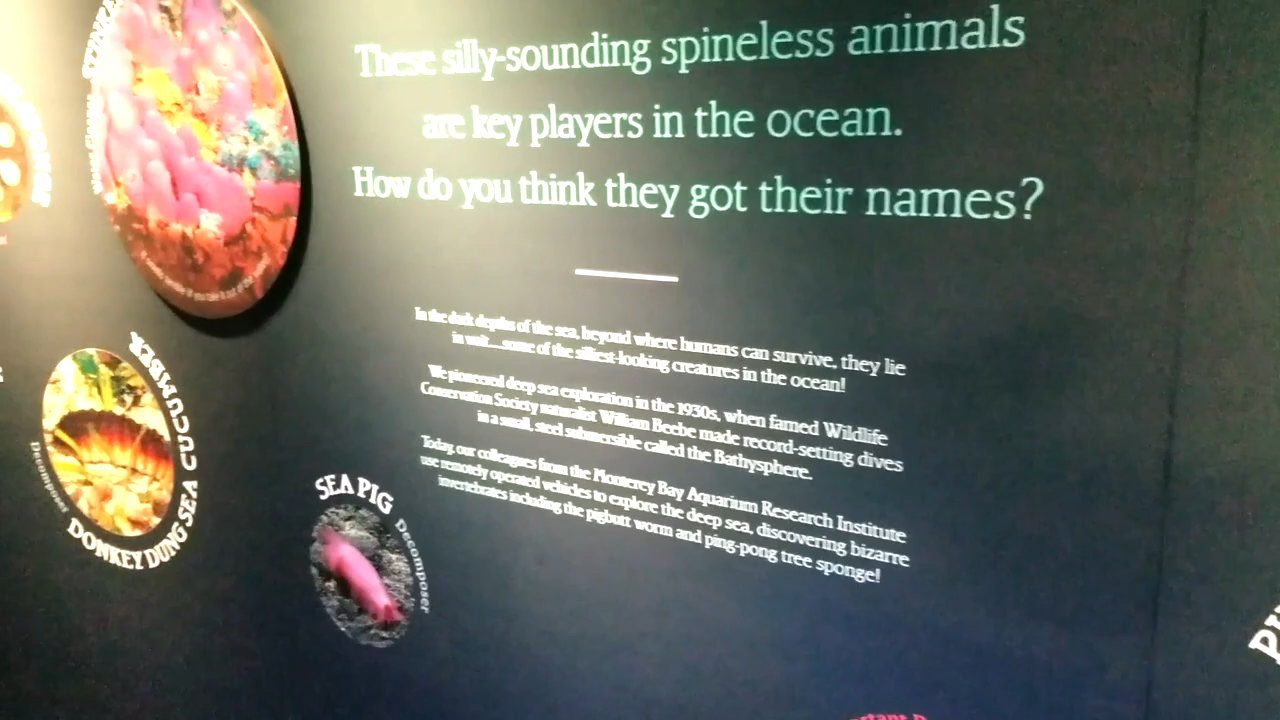 These silly-sounding spineless animals
are key players in the ocean.
How do you think they got their names?
In the dark depths of the sea, beyond where humans can survive, they lie
in wait....some of the silliest-looking creatures in the ocean!
We pioneered deep sea exploration in the 1930s, when famed Wildlife
Conservation Society naturalist William Beebe made record-setting dives
in a small, steel submersible called the Bathysphere.
Today, our colleagues from the Monterey Bay Aquarium Research Institute
use remotely operated vehicles to explore the deep sea, discovering bizarre
invertebrates including the pigbutt worm and ping-pong tree sponge!
DONKEY DUNG SEA CUCUMBER
Decomposer
SEA PIG
Decomposer